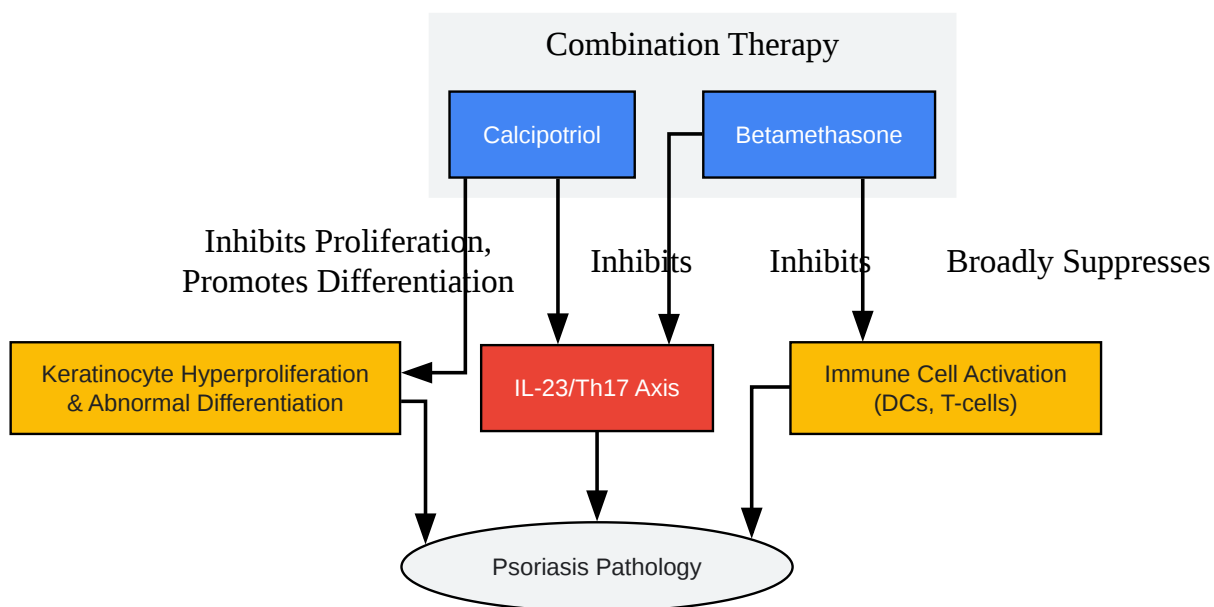 Combination Therapy
Calcipotriol
Betamethasone
Inhibits Proliferation,
Promotes Differentiation
Inhibits
Inhibits
Broadly Suppresses
Keratinocyte Hyperproliferation
& Abnormal Differentiation
IL-23/Th17 Axis
Immune Cell Activation
(DCs, T-cells)
Psoriasis Pathology